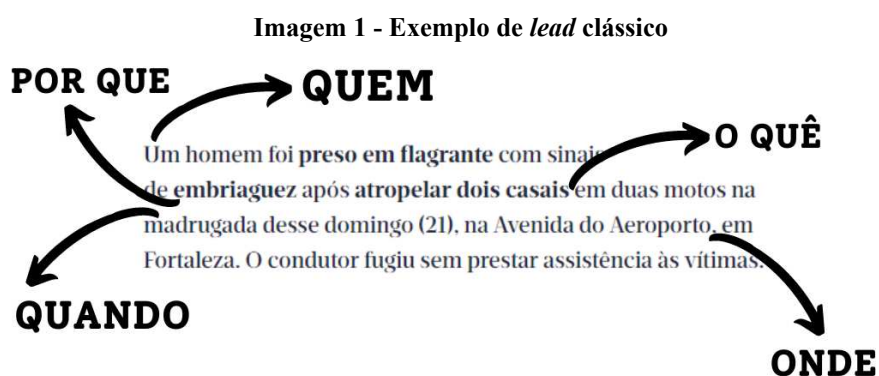 Imagem 1 - Exemplo de lead clássico
POR QUE
QUEM
O QUÊ
Um homem foi preso em flagrante com sinais
de embriaguez após atropelar dois casais em duas motos na
madrugada desse domingo (21), na Avenida do Aeroporto, em
Fortaleza. O condutor fugiu sem prestar assistência às vítimas.
QUANDO
ONDE